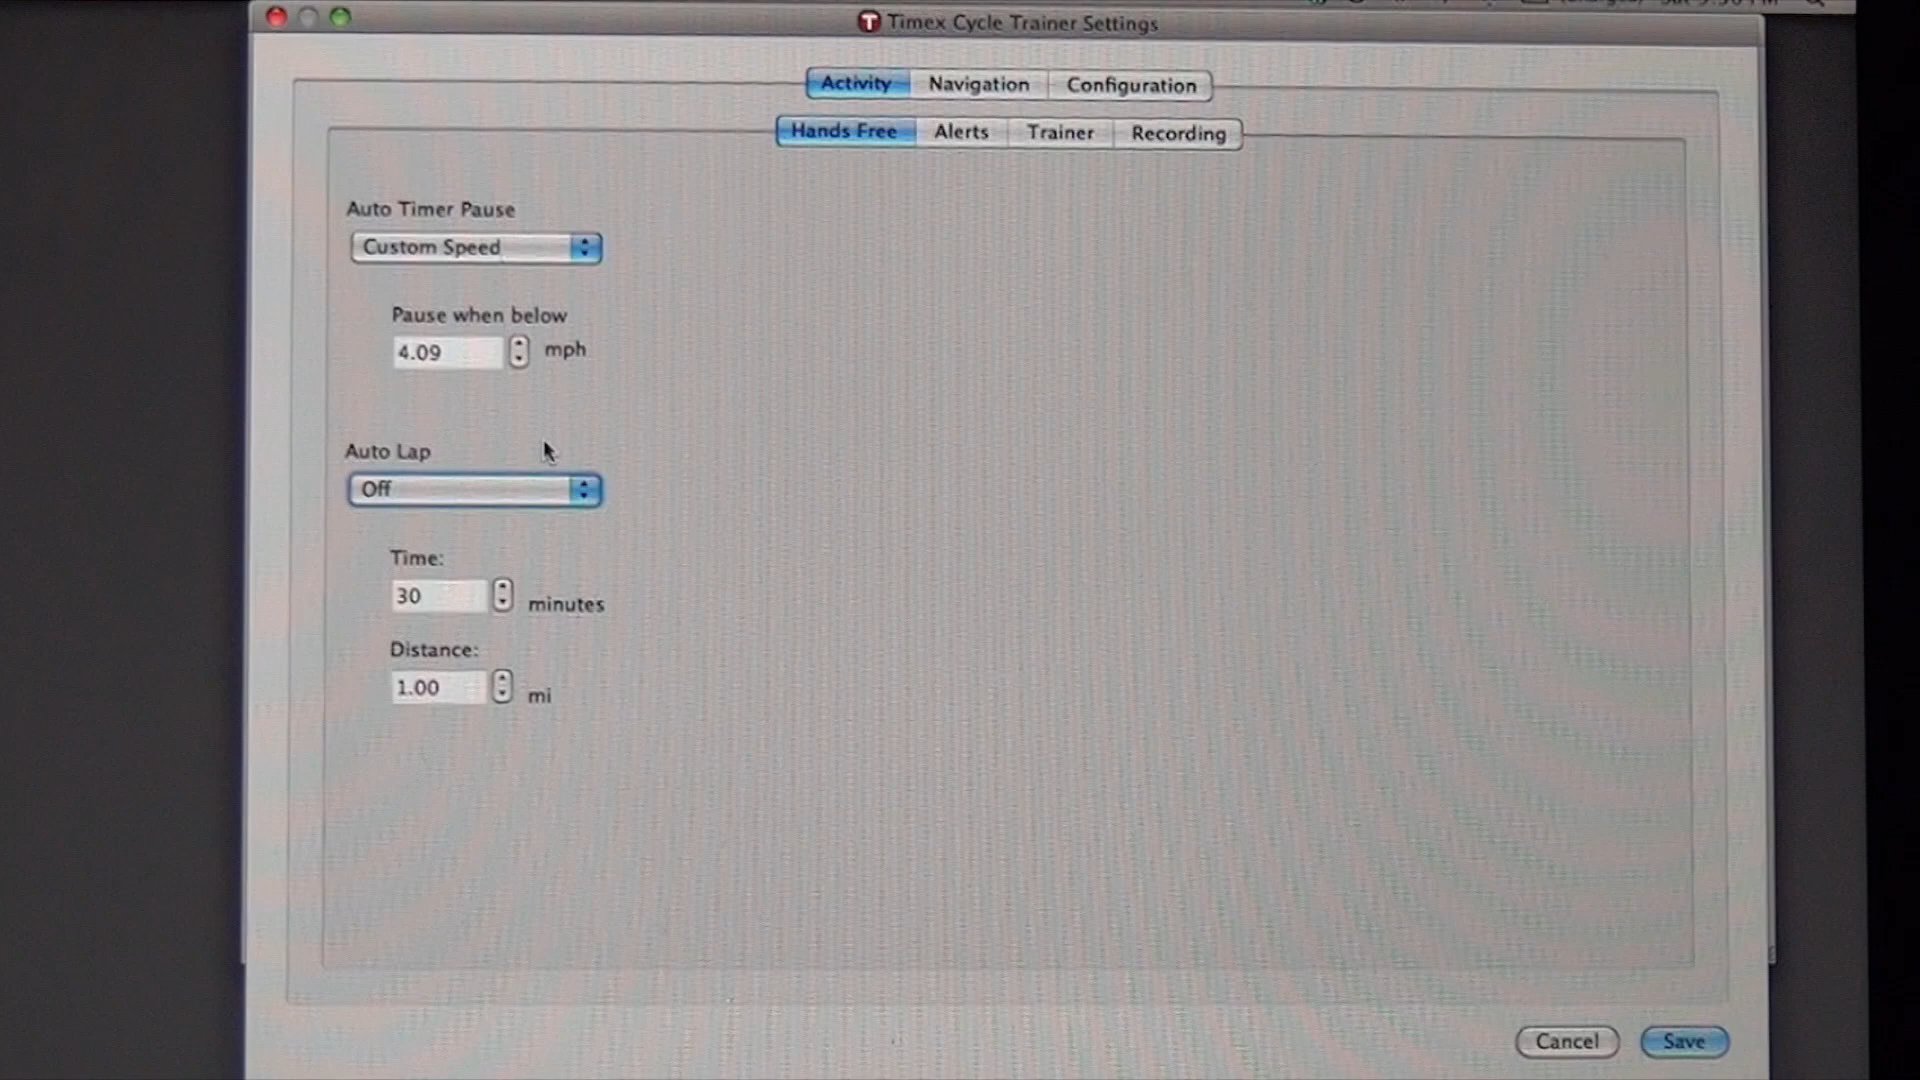 Timex Cycle Trainer Settings
Activity Navigation Configuration
Hands Free Alerts Trainer Recording
Auto Timer Pause
Custom Speed
Pause when below
4.09 mph
Auto Lap
Off
Time:
30 minutes
Distance:
1.00 mi
Cancel Save